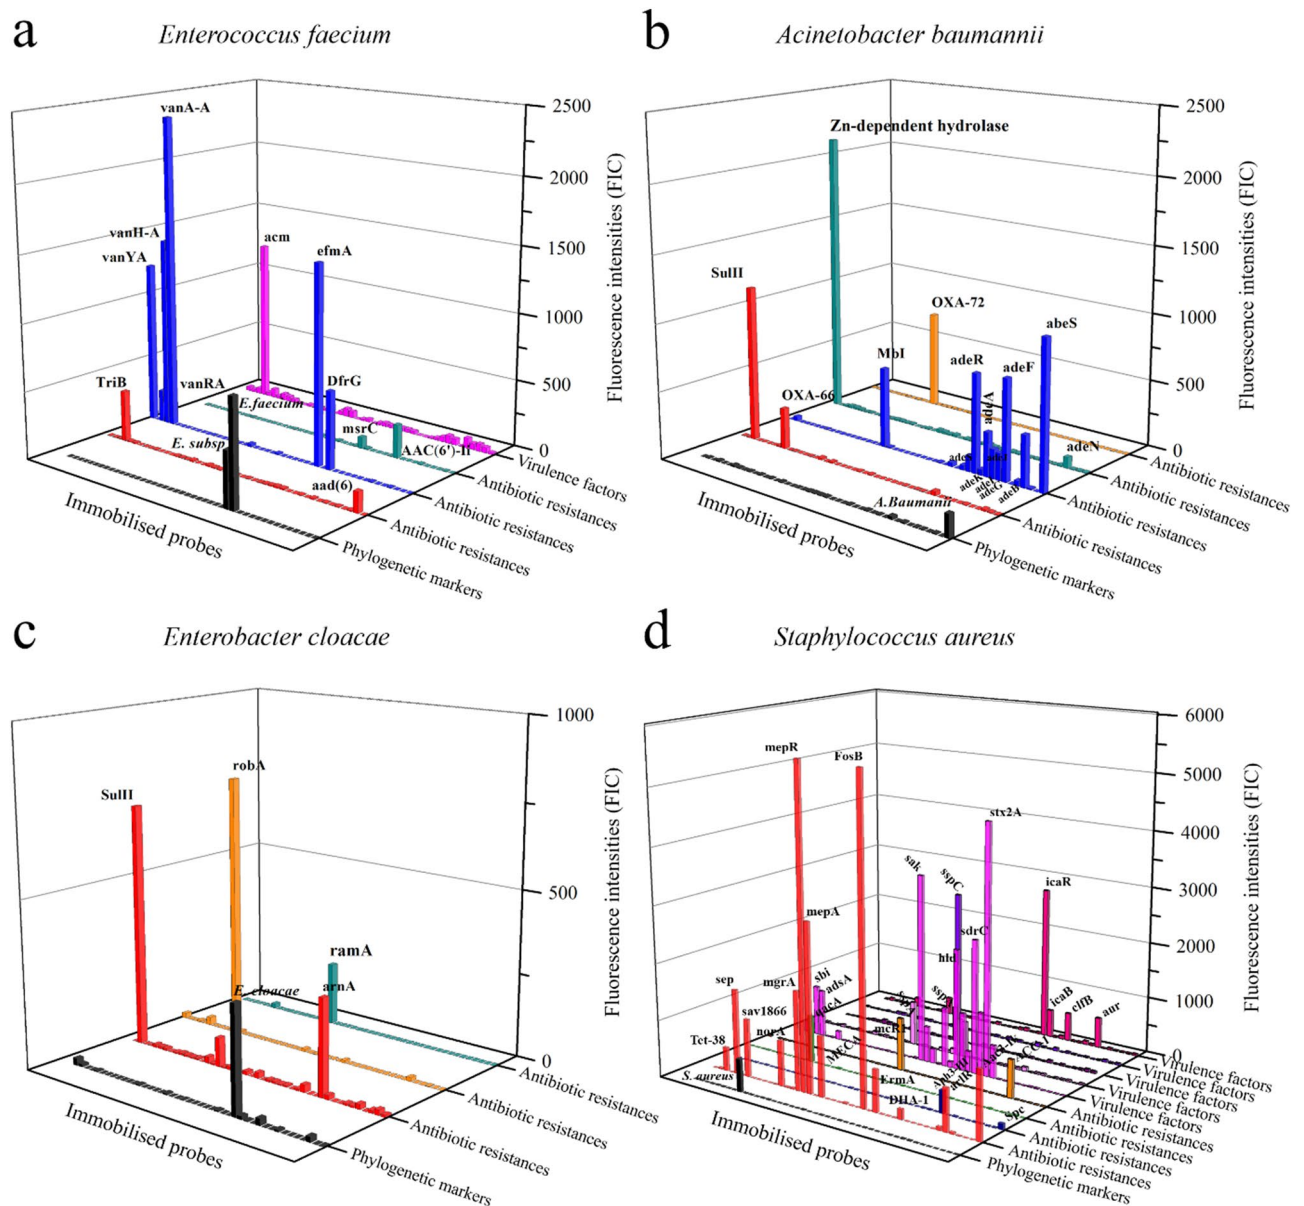 a
Enterococcus faecium
vanA-A
vanH-A
vanYA
acm
efmA
TriB
vanRA
DfrG
E.faecium
msrC
E. subsp
AAC(6')-II
aad(6)
2500
2000
1500
1000
500
0
Fluorescence intensities (FIC)
Immobilised probes
Virulence factors
Antibiotic resistances
Antibiotic resistances
Antibiotic resistances
Phylogenetic markers
b
Acinetobacter baumannii
Zn-dependent hydrolase
SulII
OXA-72
abeS
MbI
adeR
adeF
OXA-66
adeA
adeN
adeK
adeG
adeB
A.Baumanii
2500
2000
1500
1000
500
0
Fluorescence intensities (FIC)
Immobilised probes
Antibiotic resistances
Antibiotic resistances
Antibiotic resistances
Antibiotic resistances
Phylogenetic markers
c
Enterobacter cloacae
robA
SulII
ramA
arnA
E. cloacae
1000
500
0
Fluorescence intensities (FIC)
Immobilised probes
Antibiotic resistances
Antibiotic resistances
Antibiotic resistances
Phylogenetic markers
d
Staphylococcus aureus
mepR
FosB
stx2A
sak
sspC
icaR
mepA
sdrC
hld
sep
mgrA
sbi
adsA
sav1866
norA
icaB
clfB
aur
mcR1
Tet-38
MECA
S. aureus
ErmA
DHA-1
Spc
6000
5000
4000
3000
2000
1000
0
Fluorescence intensities (FIC)
Immobilised probes
Virulence factors
Virulence factors
Virulence factors
Virulence factors
Virulence factors
Antibiotic resistances
Antibiotic resistances
Antibiotic resistances
Antibiotic resistances
Phylogenetic markers